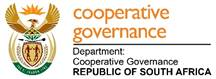 cooperative
governance
Department:
Cooperative Governance
REPUBLIC OF SOUTH AFRICA